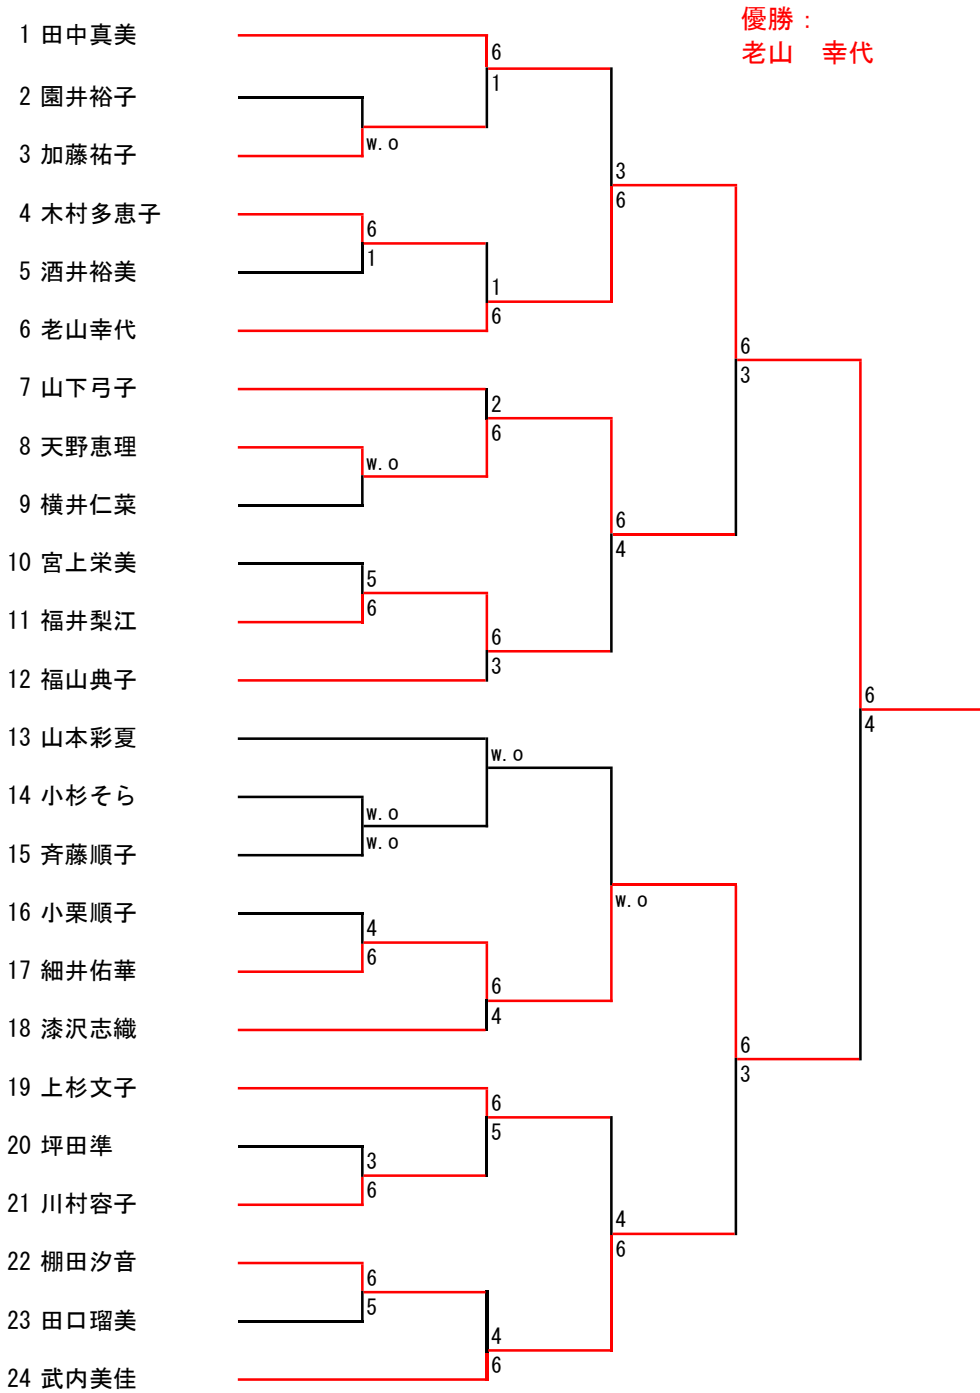 優勝：
老山　幸代
1 田中真美
6
1
2 園井裕子
w.o
3 加藤祐子
3
6
4 木村多恵子
6
1
5 酒井裕美
1
6
6 老山幸代
6
3
7 山下弓子
2
6
8 天野恵理
w.o
9 横井仁菜
6
4
10 宮上栄美
5
6
11 福井梨江
6
3
12 福山典子
6
4
13 山本彩夏
w.o
14 小杉そら
w.o
w.o
15 斉藤順子
w.o
16 小栗順子
4
6
17 細井佑華
6
4
18 漆沢志織
6
3
19 上杉文子
6
5
20 坪田準
3
6
21 川村容子
4
6
22 棚田汐音
6
5
23 田口瑠美
4
6
24 武内美佳